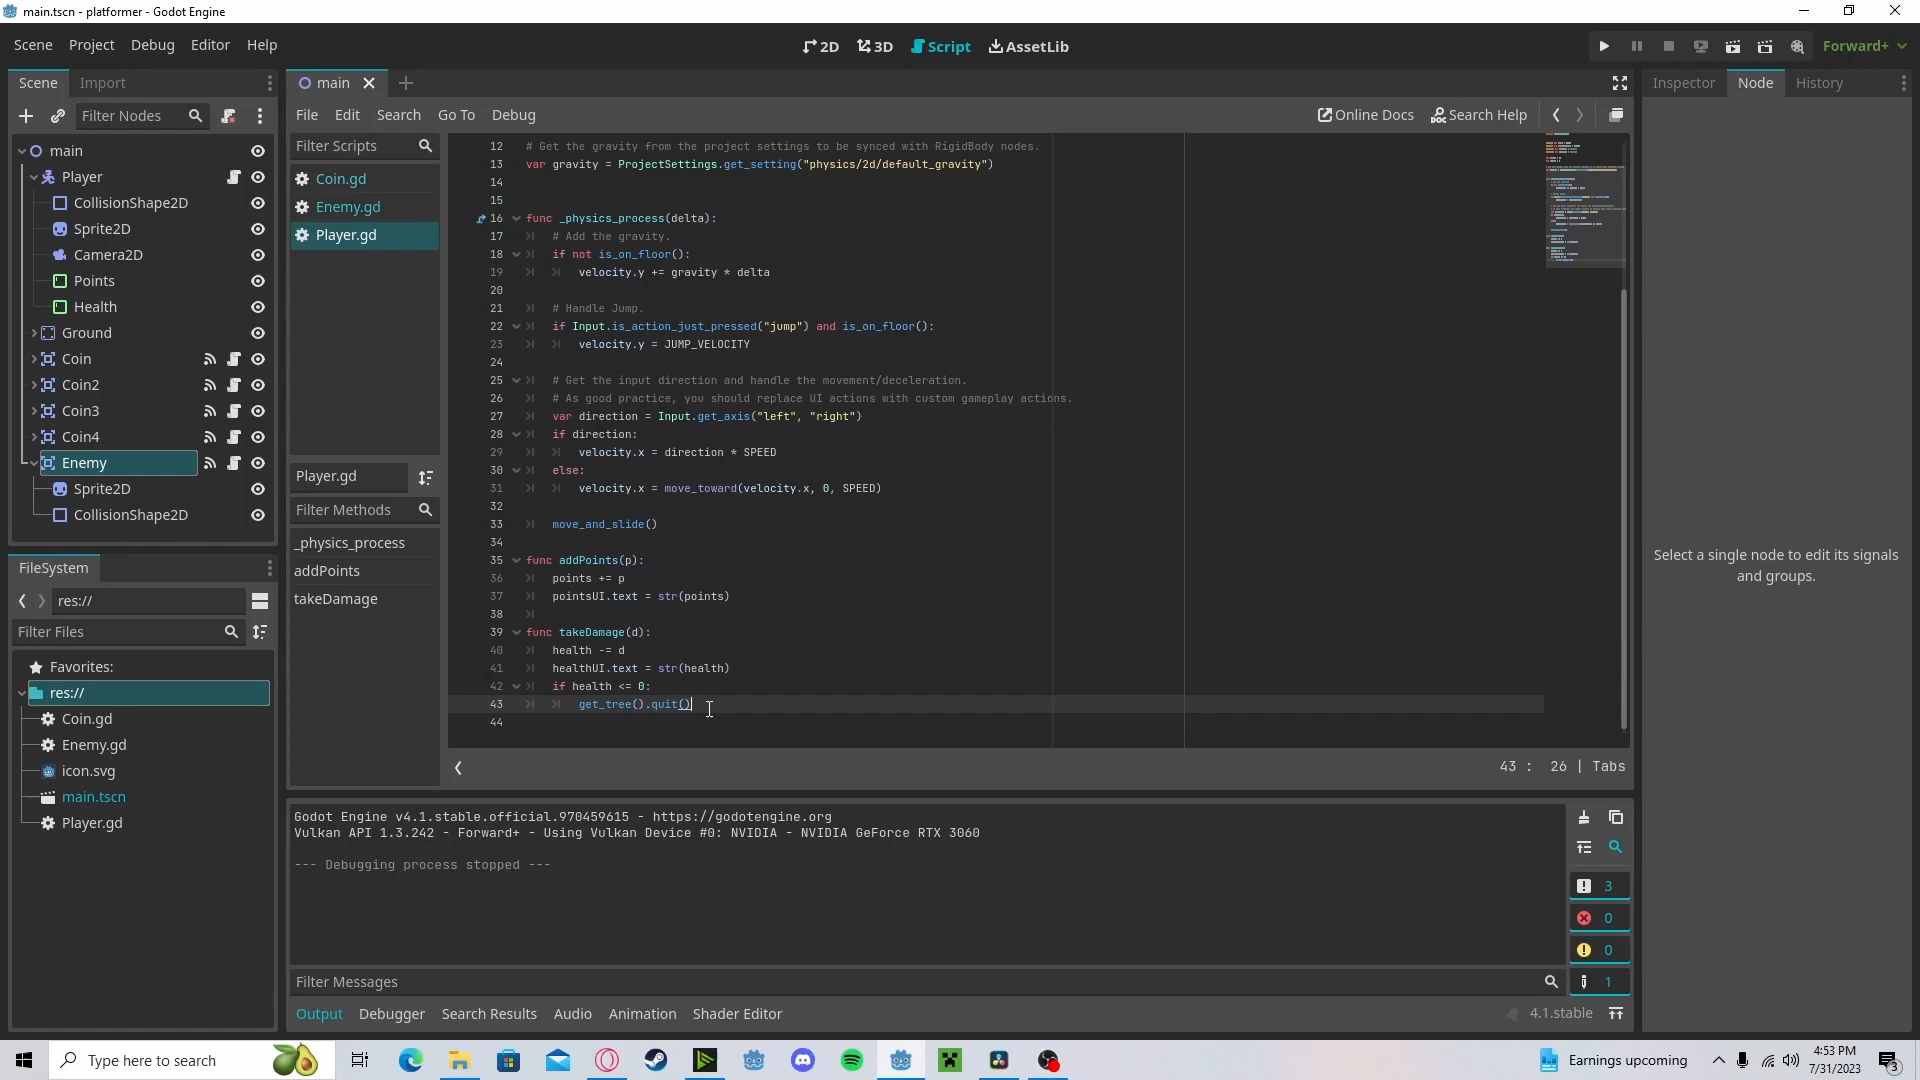 main.tscn - platformer - Godot Engine
Scene Project Debug Editor Help
2D 3D Script AssetLib
Forward+
Scene Import
Filter Nodes
main
Player
CollisionShape2D
Sprite2D
Camera2D
Points
Health
Ground
Coin
Coin2
Coin3
Coin4
Enemy
Sprite2D
CollisionShape2D
FileSystem
res://
Filter Files
Favorites:
res://
Coin.gd
Enemy.gd
icon.svg
main.tscn
Player.gd
main
File Edit Search Go To Debug
Online Docs Search Help
Filter Scripts
Coin.gd
Enemy.gd
Player.gd
Player.gd
Filter Methods
_physics_process
addPoints
takeDamage
12 # Get the gravity from the project settings to be synced with RigidBody nodes.
13 var gravity = ProjectSettings.get_setting("physics/2d/default_gravity")
14
15
16 func _physics_process(delta):
17 # Add the gravity.
18 if not is_on_floor():
19 velocity.y += gravity * delta
20
21 # Handle Jump.
22 if Input.is_action_just_pressed("jump") and is_on_floor():
23 velocity.y = JUMP_VELOCITY
24
25 # Get the input direction and handle the movement/deceleration.
26 # As good practice, you should replace UI actions with custom gameplay actions.
27 var direction = Input.get_axis("left", "right")
28 if direction:
29 velocity.x = direction * SPEED
30 else:
31 velocity.x = move_toward(velocity.x, 0, SPEED)
32
33 move_and_slide()
34
35 func addPoints(p):
36 points += p
37 pointsUI.text = str(points)
38
39 func takeDamage(d):
40 health -= d
41 healthUI.text = str(health)
42 if health <= 0:
43 get_tree().quit()
44
43 : 26 | Tabs
Godot Engine v4.1.stable.official.970459615 - https://godotengine.org
Vulkan API 1.3.242 - Forward+ - Using Vulkan Device #0: NVIDIA - NVIDIA GeForce RTX 3060
--- Debugging process stopped ---
3
0
0
1
Filter Messages
Output Debugger Search Results Audio Animation Shader Editor
4.1.stable
Inspector Node History
Select a single node to edit its signals
and groups.
Type here to search
Earnings upcoming
4:53 PM
7/31/2023
3